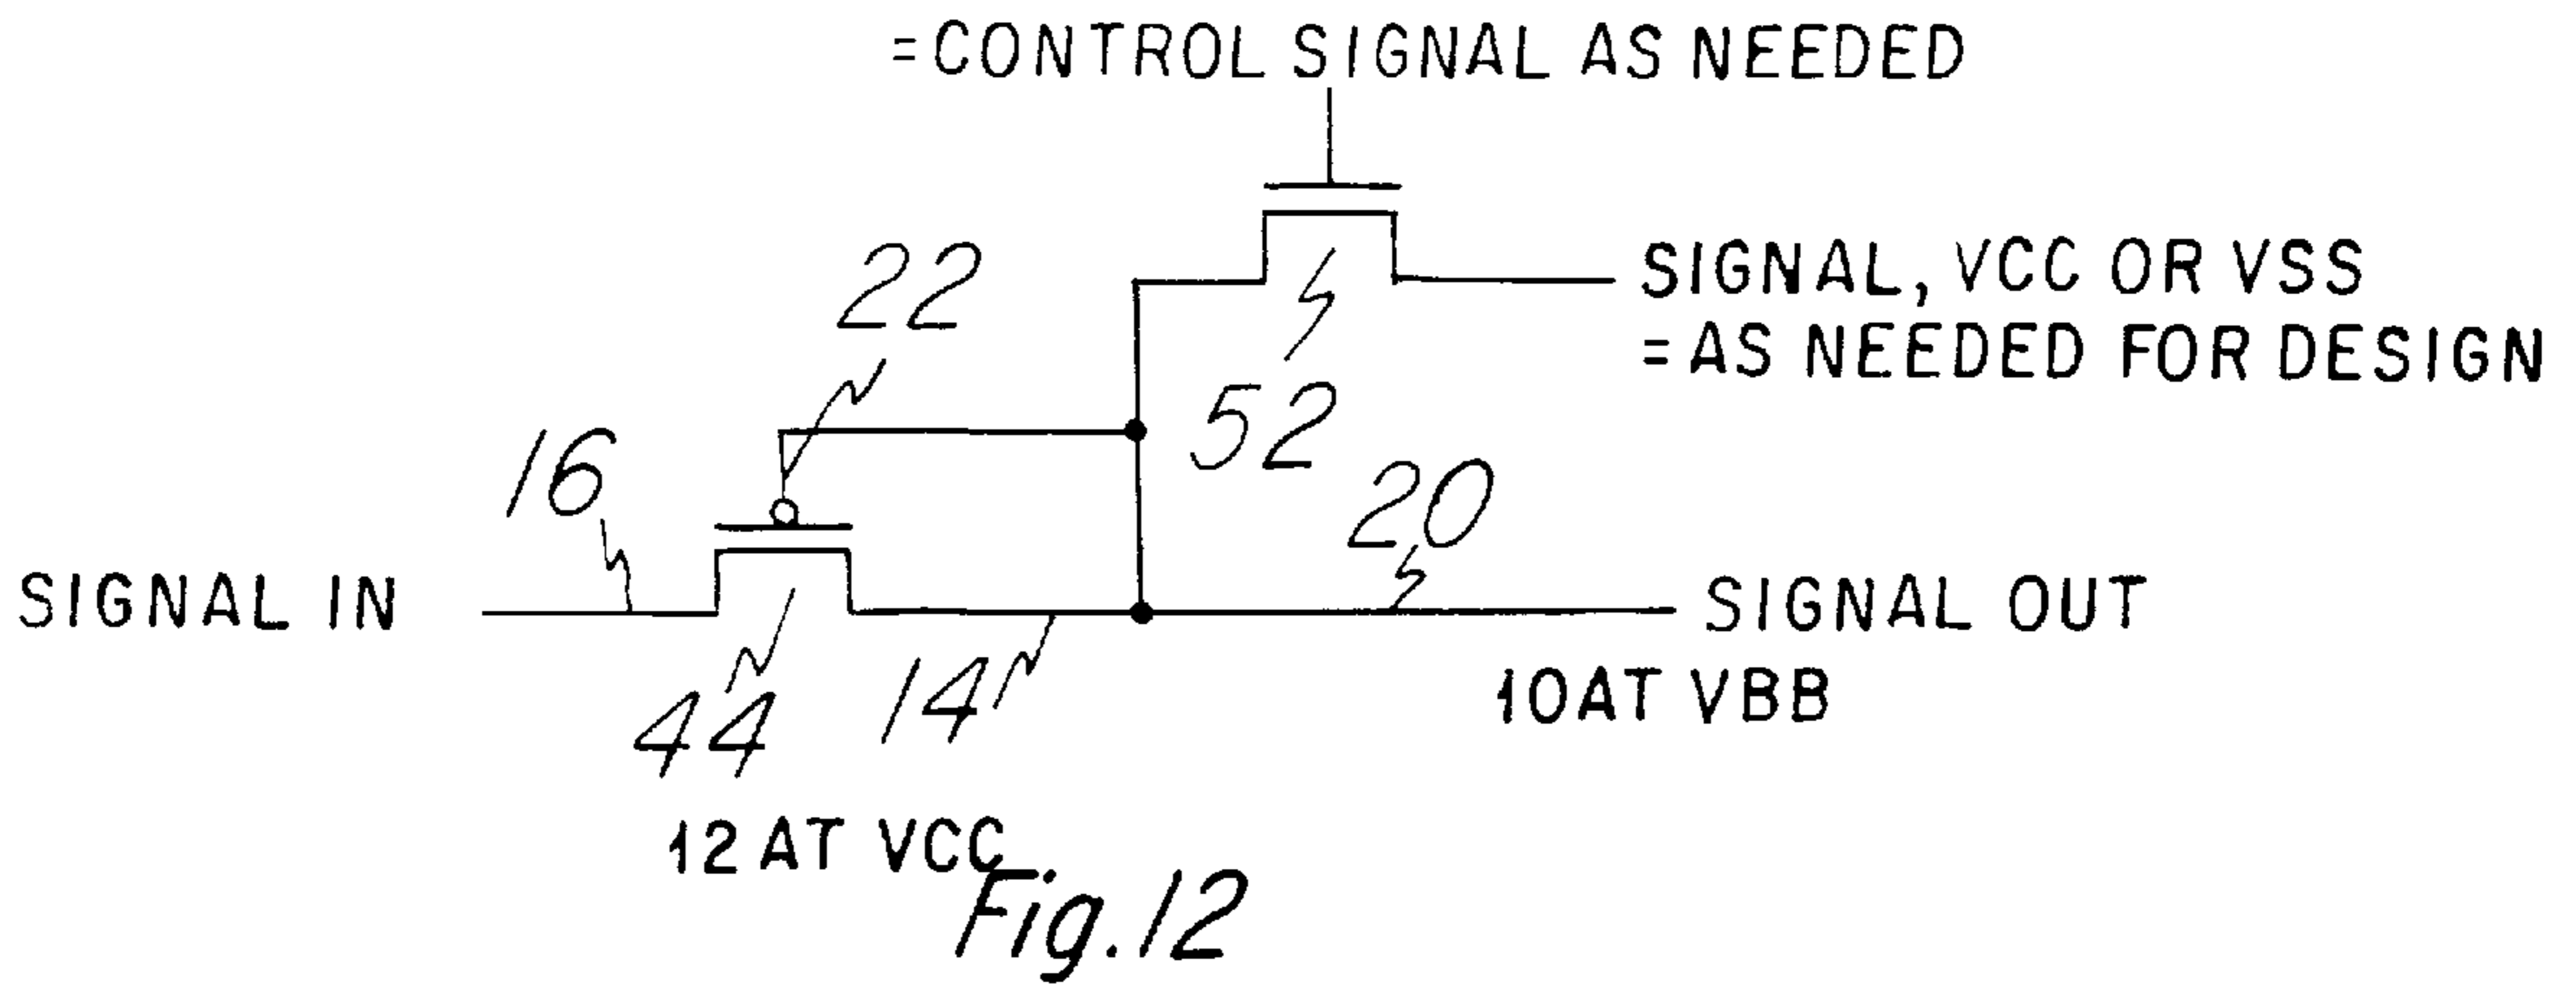 =CONTROL SIGNAL AS NEEDED
22
SIGNAL, VCC OR VSS
=AS NEEDED FOR DESIGN
52
16
20
SIGNAL IN
SIGNAL OUT
44
14
10AT VBB
12 AT VCC
Fig.12